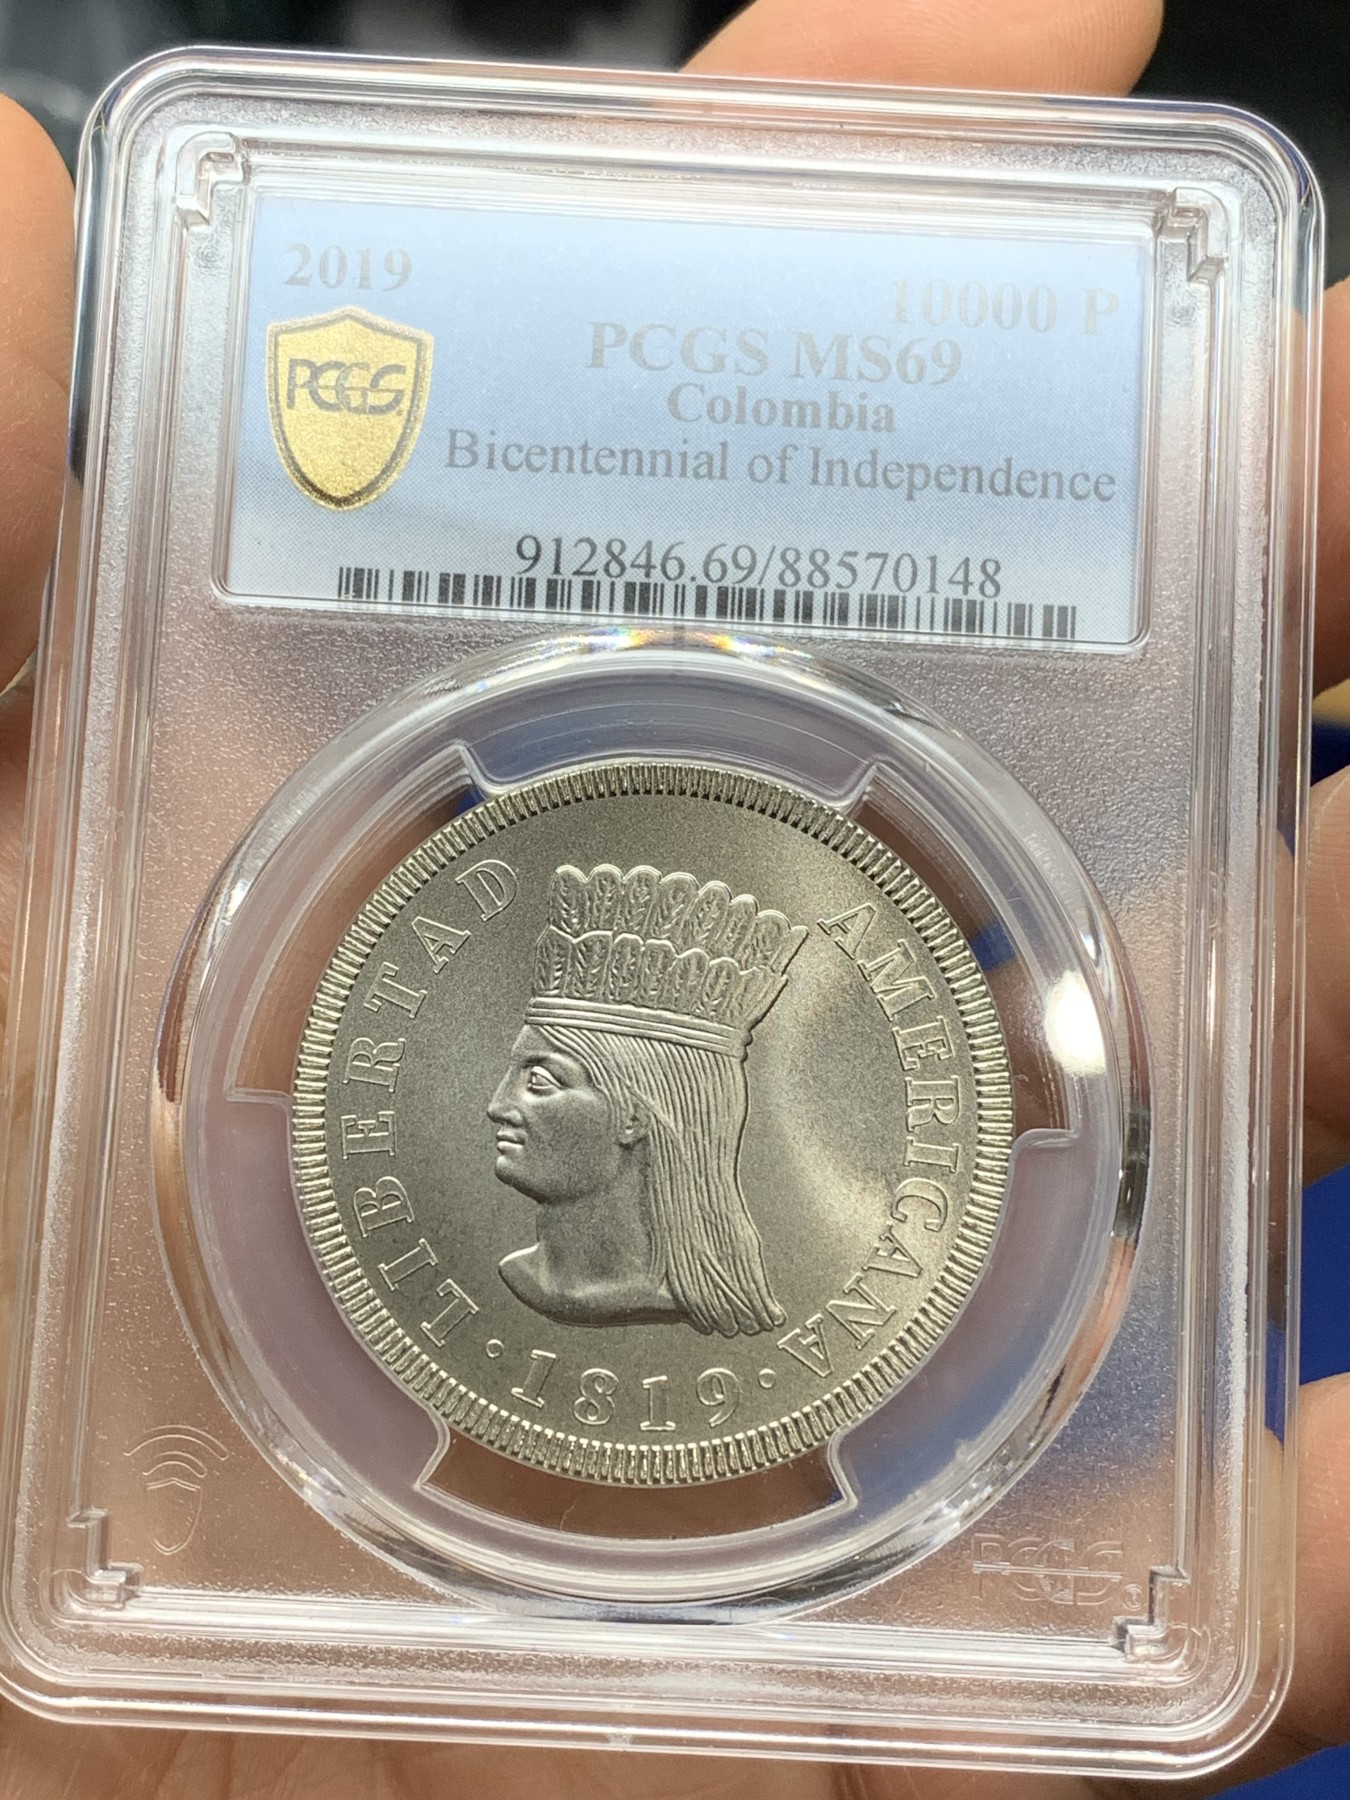 2019
10000 P
PCGS
PCGS MS69
Colombia
Bicentennial of Independence
912846.69/88570148
LIBERTAD AMERICANA
· 1819 ·
PCGS